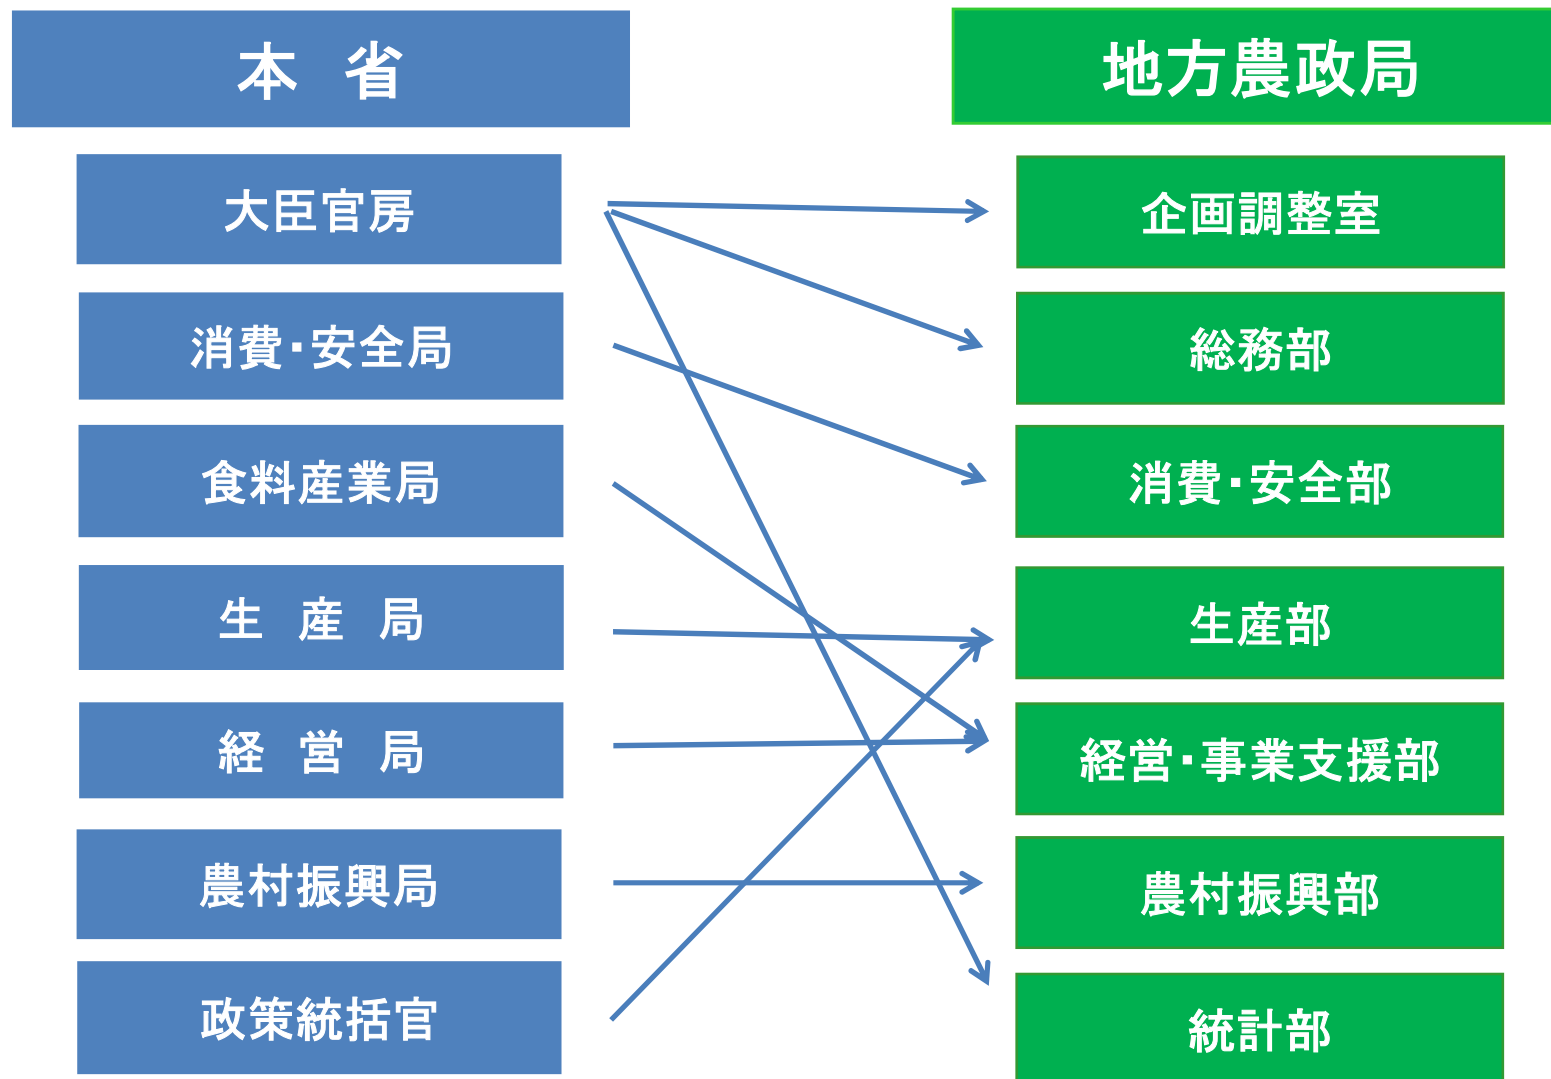 本　省
地方農政局
大臣官房
企画調整室
消費・安全局
総務部
食料産業局
消費・安全部
生　産　局
生産部
経　営　局
経営・事業支援部
農村振興局
農村振興部
政策統括官
統計部